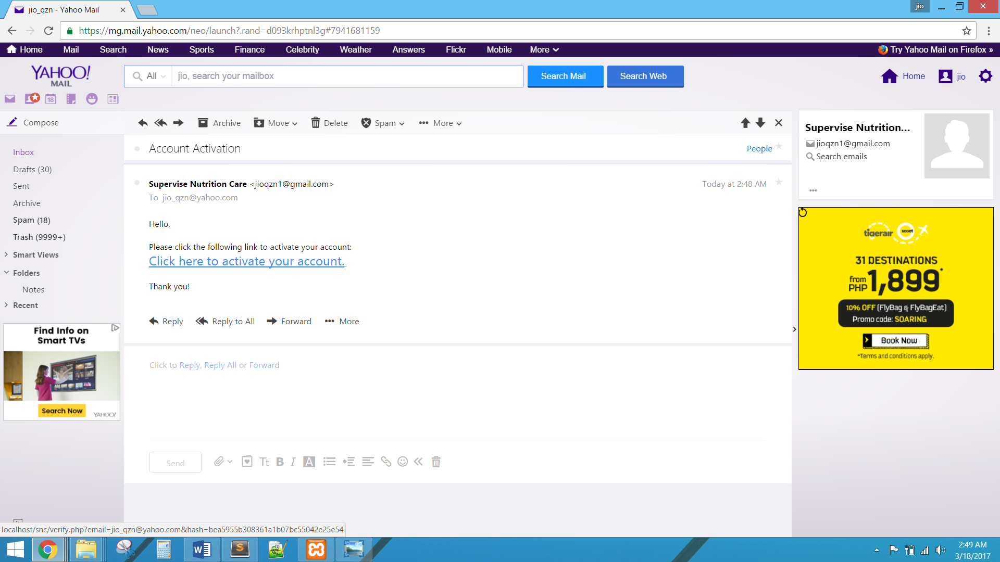 jio_qzn - Yahoo Mail
jio
https://mg.mail.yahoo.com/neo/launch?.rand=d093krhptnl3g#7941681159
Home Mail Search News Sports Finance Celebrity Weather Answers Flickr Mobile More Try Yahoo Mail on Firefox »
YAHOO!
MAIL
All jio, search your mailbox Search Mail Search Web Home jio
18
Compose
Archive Move Delete Spam More
Account Activation People
Inbox
Drafts (30)
Sent
Archive
Spam (18)
Trash (9999+)
Smart Views
Folders
Notes
Recent
Supervise Nutrition Care <jioqzn1@gmail.com> Today at 2:48 AM
To jio_qzn@yahoo.com
Hello,
Please click the following link to activate your account:
Click here to activate your account.
Thank you!
Reply Reply to All Forward More
Click to Reply, Reply All or Forward
Send Tt B I A
Supervise Nutrition...
jioqzn1@gmail.com
Search emails
tigerair scoot
31 DESTINATIONS
from PHP 1,899*
10% OFF (FlyBag & FlyBagEat)
Promo code: SOARING
Book Now
*Terms and conditions apply.
Find Info on
Smart TVs
Search Now
YAHOO!
localhost/snc/verify.php?email=jio_qzn@yahoo.com&hash=bea5955b308361a1b07bc55042e25e54
2:49 AM
3/18/2017